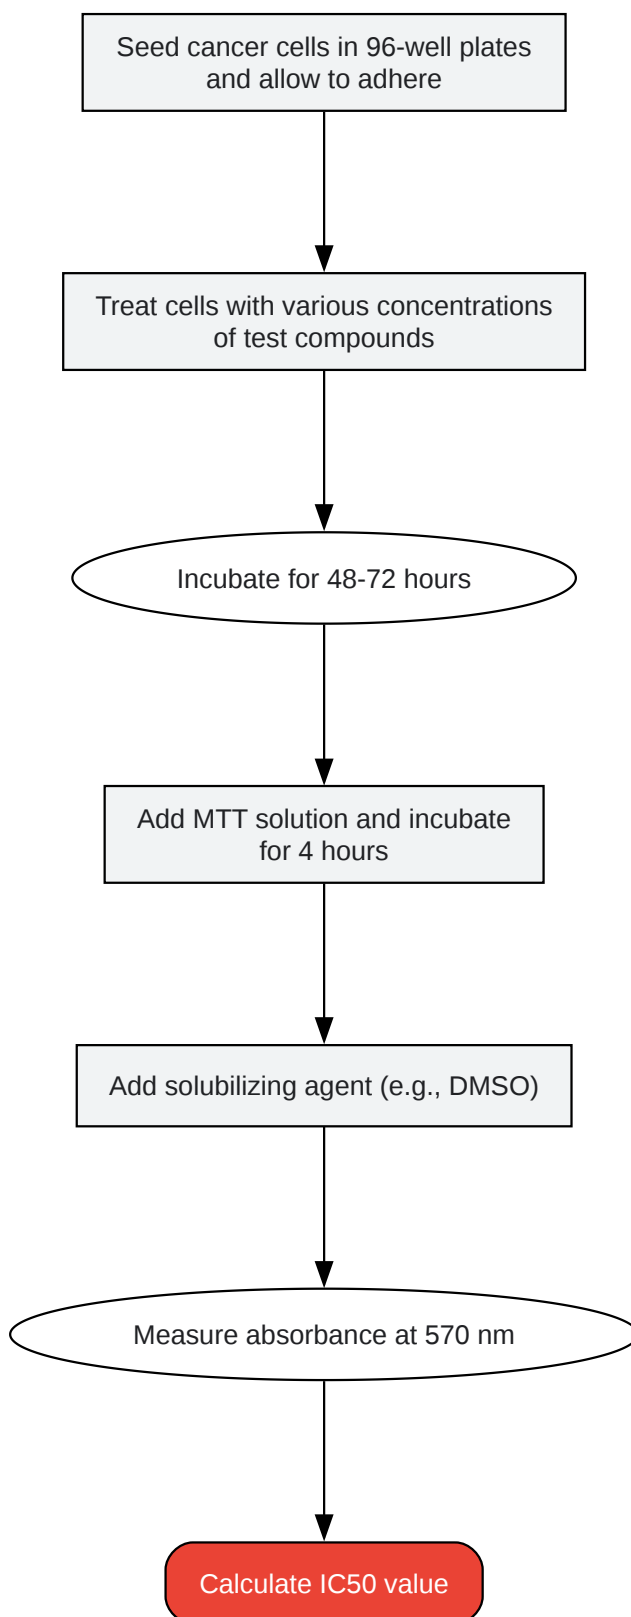 Seed cancer cells in 96-well plates
and allow to adhere
Treat cells with various concentrations
of test compounds
Incubate for 48-72 hours
Add MTT solution and incubate
for 4 hours
Add solubilizing agent (e.g., DMSO)
Measure absorbance at 570 nm
Calculate IC50 value